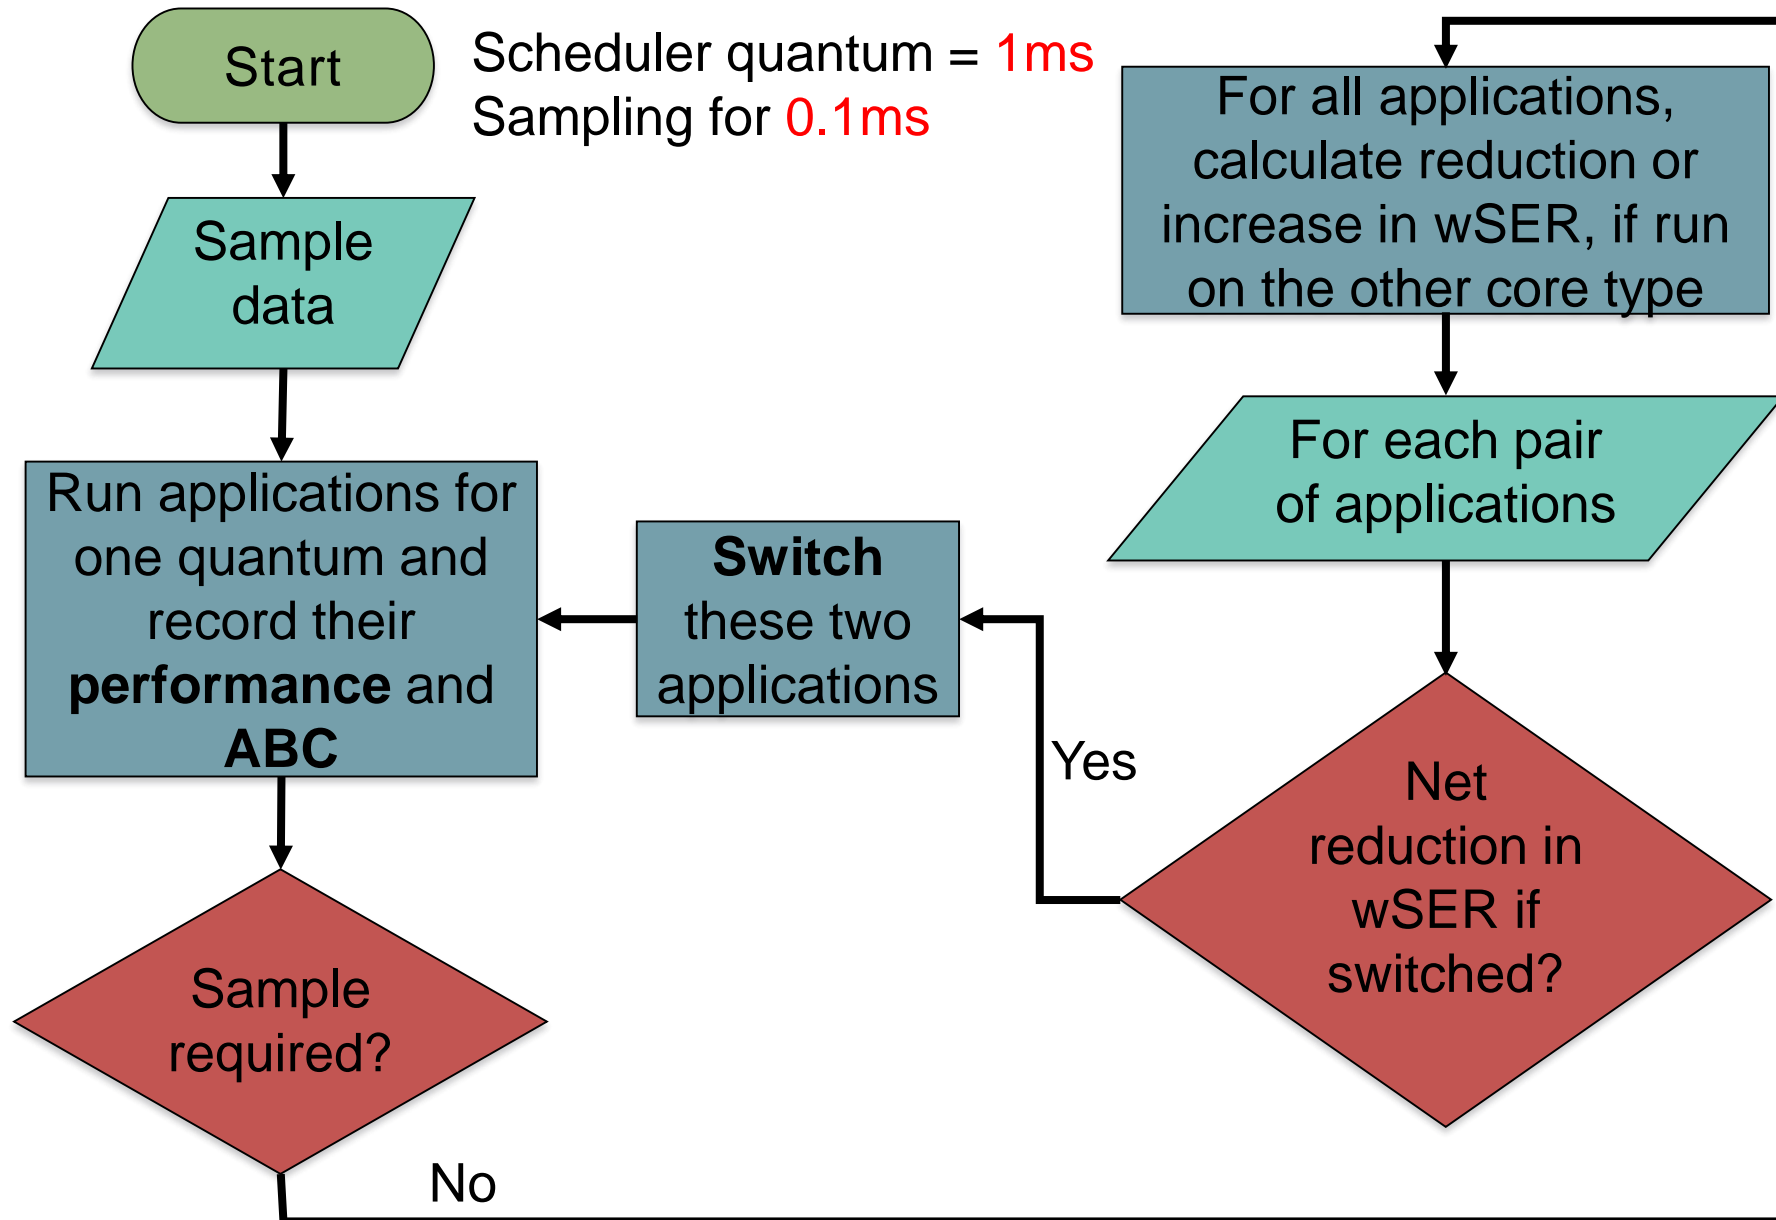 Start
Scheduler quantum = 1ms
Sampling for 0.1ms
Sample
data
Run applications for
one quantum and
record their
performance and
ABC
Sample
required?
No
Switch
these two
applications
Yes
For all applications,
calculate reduction or
increase in wSER, if run
on the other core type
For each pair
of applications
Net
reduction in
wSER if
switched?